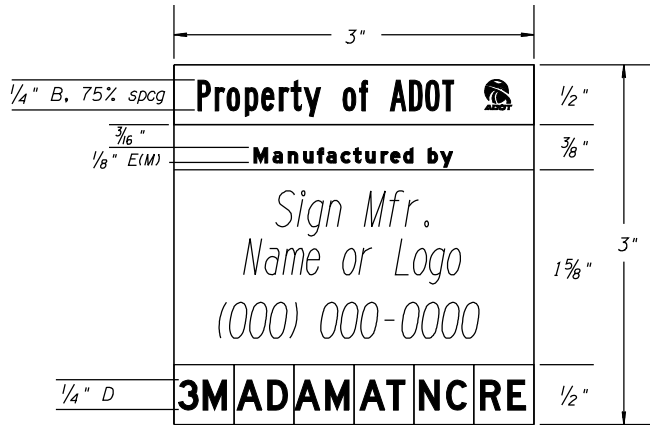 3"
1/4" B, 75% spcg
Property of ADOT
ADOT
1/2"
3/16"
1/8" E(M)
Manufactured by
3/8"
Sign Mfr.
Name or Logo
(000) 000-0000
1 5/8"
3"
1/4" D
3M AD AM AT NC RE
1/2"